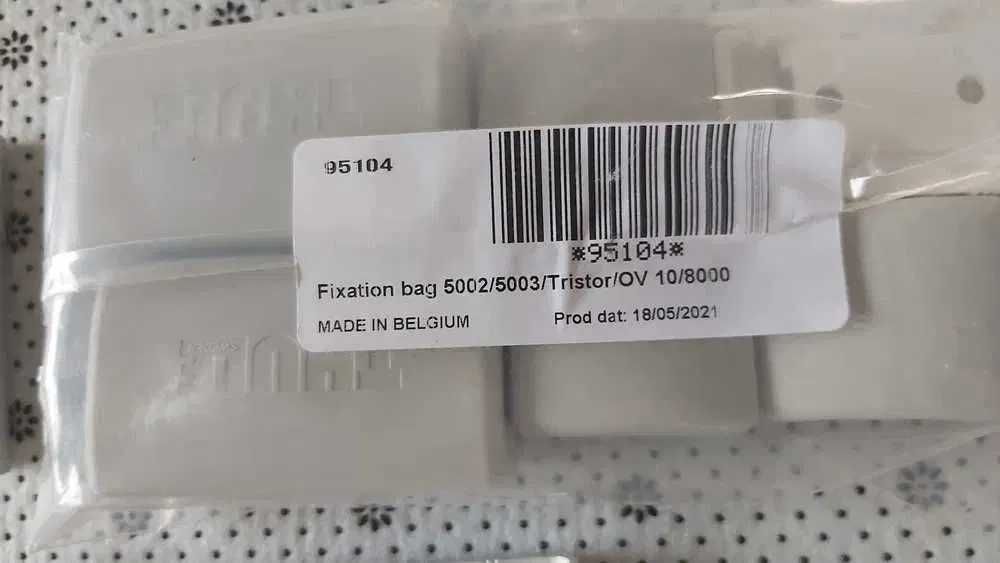 95104
*95104*
Fixation bag 5002/5003/Tristor/OV 10/8000
MADE IN BELGIUM
Prod dat: 18/05/2021